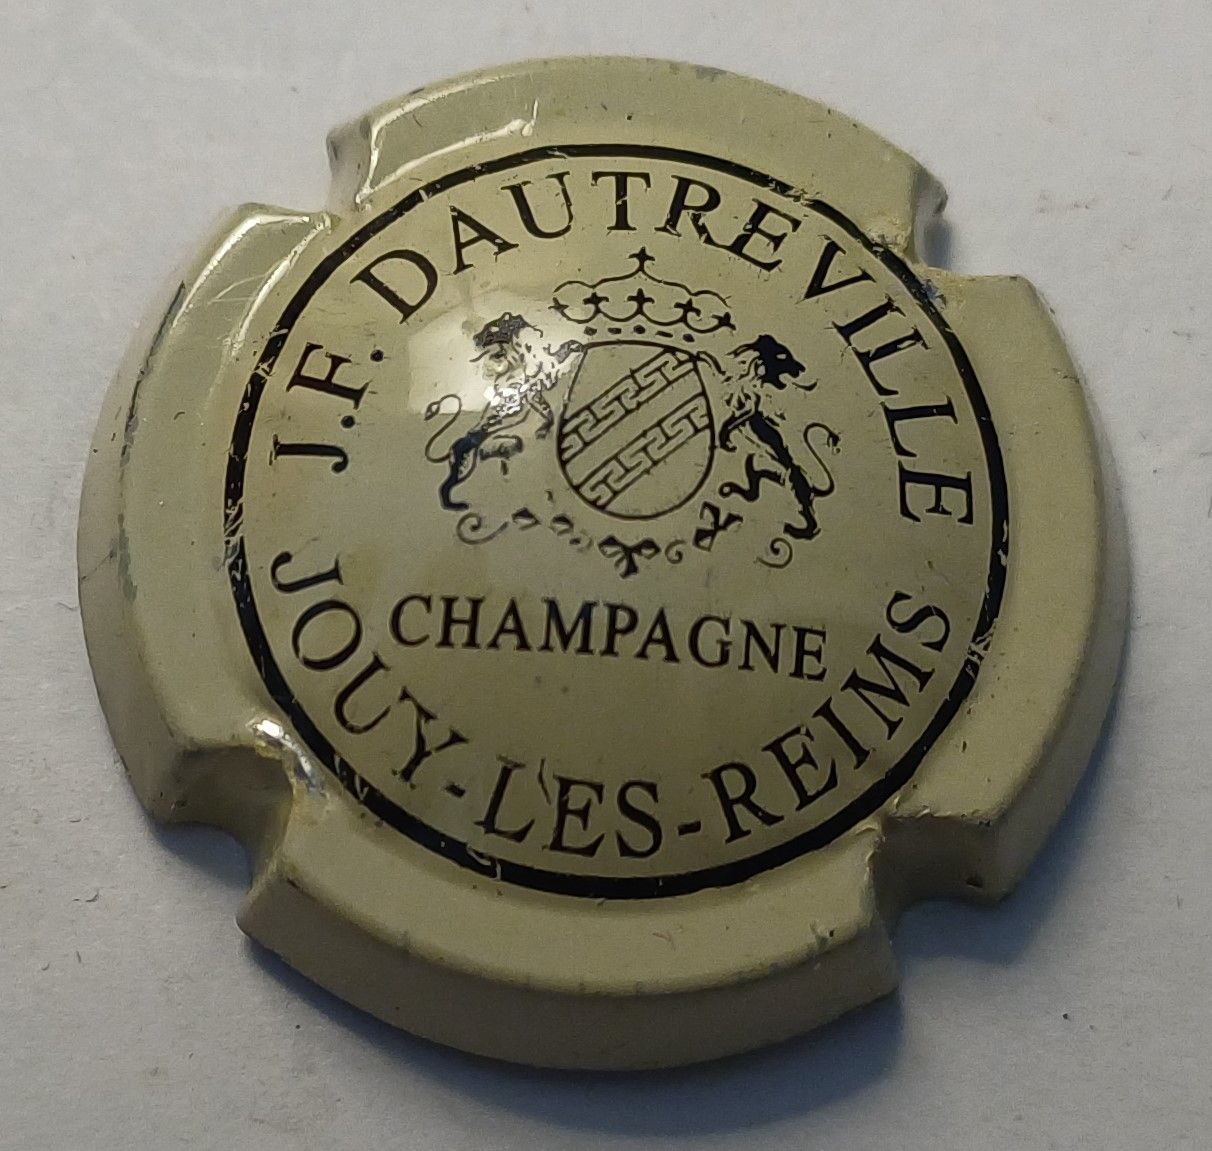 J.F. DAUTREVILLE
CHAMPAGNE
JOUY-LES-REIMS